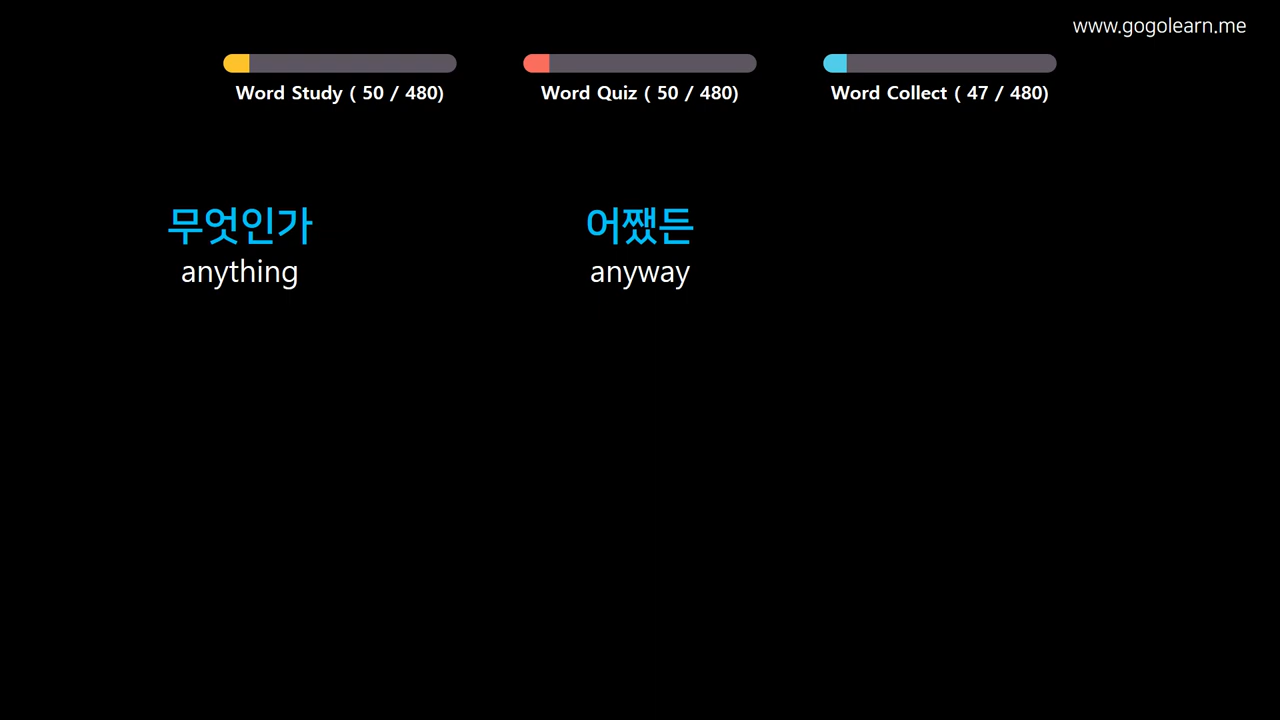 www.gogolearn.me
Word Study ( 50 / 480)
Word Quiz ( 50 / 480)
Word Collect ( 47 / 480)
무엇인가
anything
어쨌든
anyway